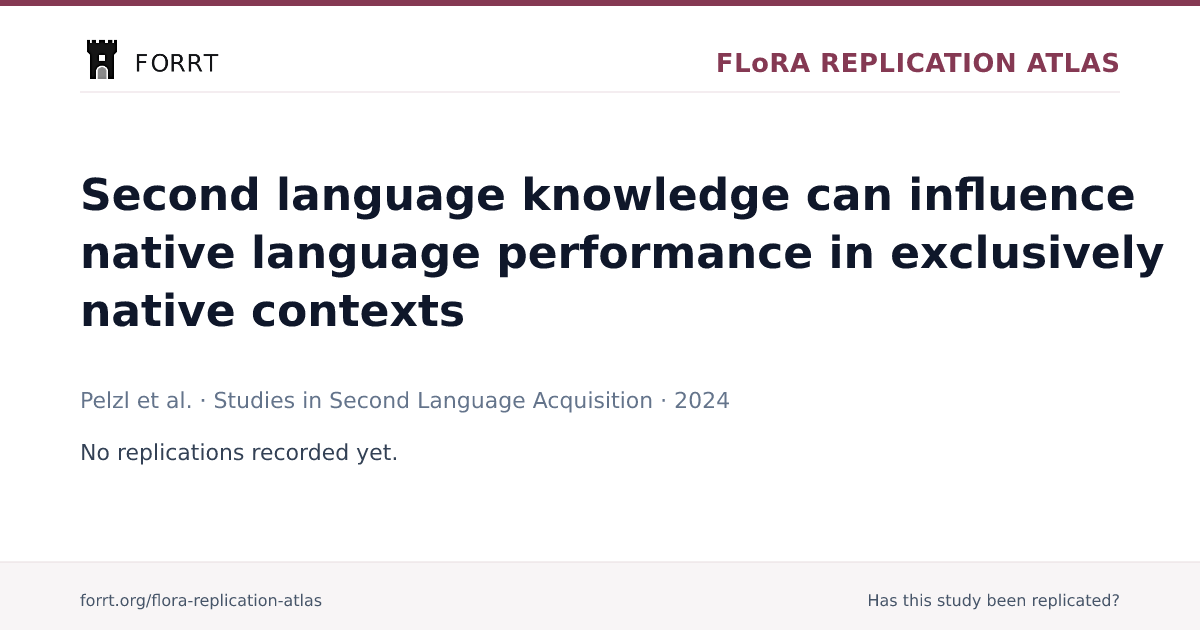 FORRT
FLoRA REPLICATION ATLAS
Second language knowledge can influence
native language performance in exclusively
native contexts
Pelzl et al. · Studies in Second Language Acquisition · 2024
No replications recorded yet.
forrt.org/flora-replication-atlas
Has this study been replicated?